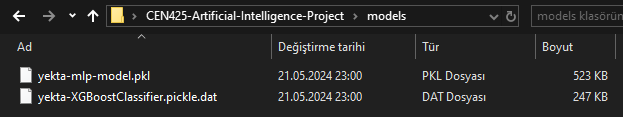 CEN425-Artificial-Intelligence-Project > models
models klasörün
Ad Değiştirme tarihi Tür Boyut
yekta-mlp-model.pkl 21.05.2024 23:00 PKL Dosyası 523 KB
yekta-XGBoostClassifier.pickle.dat 21.05.2024 23:00 DAT Dosyası 247 KB